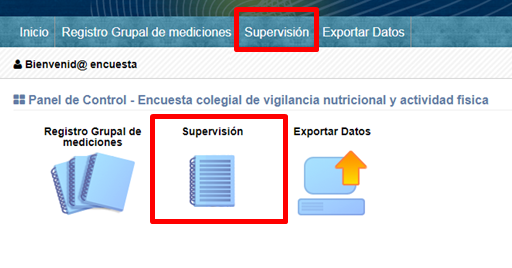 Inicio Registro Grupal de mediciones Supervisión Exportar Datos
Bienvenid@ encuesta
Panel de Control - Encuesta colegial de vigilancia nutricional y actividad fisica
Registro Grupal de
mediciones
Supervisión
Exportar Datos